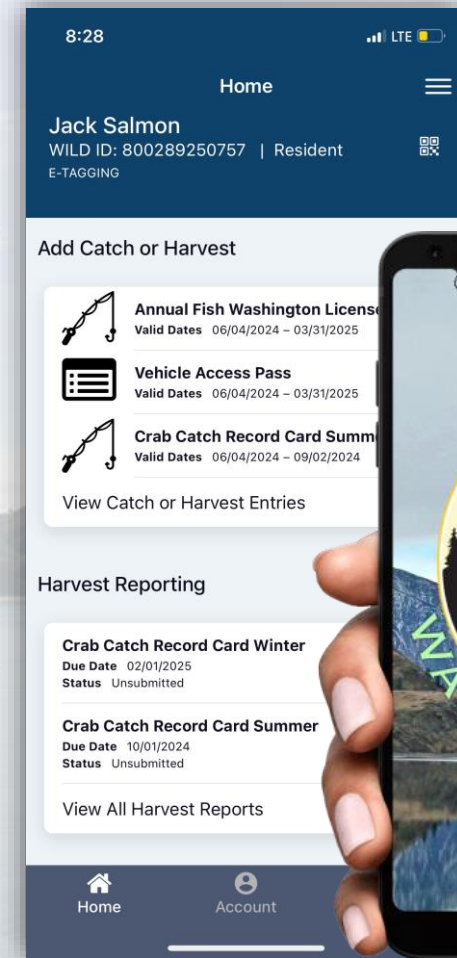 8:28
LTE
Home
Jack Salmon
WILD ID: 800289250757 | Resident
E-TAGGING
Add Catch or Harvest
Annual Fish Washington License
Valid Dates 06/04/2024 – 03/31/2025
Vehicle Access Pass
Valid Dates 06/04/2024 – 03/31/2025
Crab Catch Record Card Summ
Valid Dates 06/04/2024 – 09/02/2024
View Catch or Harvest Entries
Harvest Reporting
Crab Catch Record Card Winter
Due Date 02/01/2025
Status Unsubmitted
Crab Catch Record Card Summer
Due Date 10/01/2024
Status Unsubmitted
View All Harvest Reports
Home
Account
WA